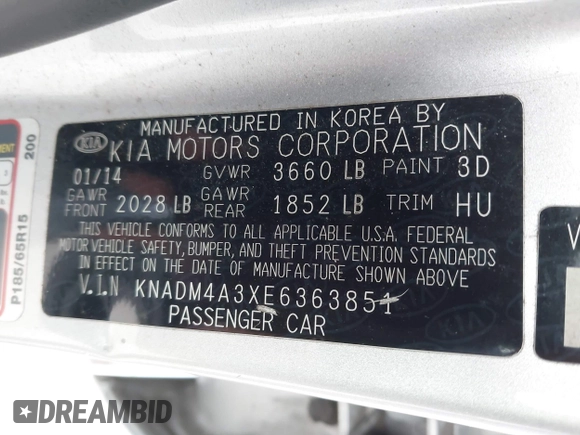 MANUFACTURED IN KOREA BY
KIA KIA MOTORS CORPORATION
01/14 GVWR 3660 LB PAINT 3D
GAWR FRONT 2028 LB GAWR REAR 1852 LB TRIM HU
THIS VEHICLE CONFORMS TO ALL APPLICABLE U.S.A. FEDERAL
MOTOR VEHICLE SAFETY, BUMPER, AND THEFT PREVENTION STANDARDS
IN EFFECT ON THE DATE OF MANUFACTURE SHOWN ABOVE
V.I.N KNADM4A3XE6363851
PASSENGER CAR
200
P185/65R15
DREAMBID